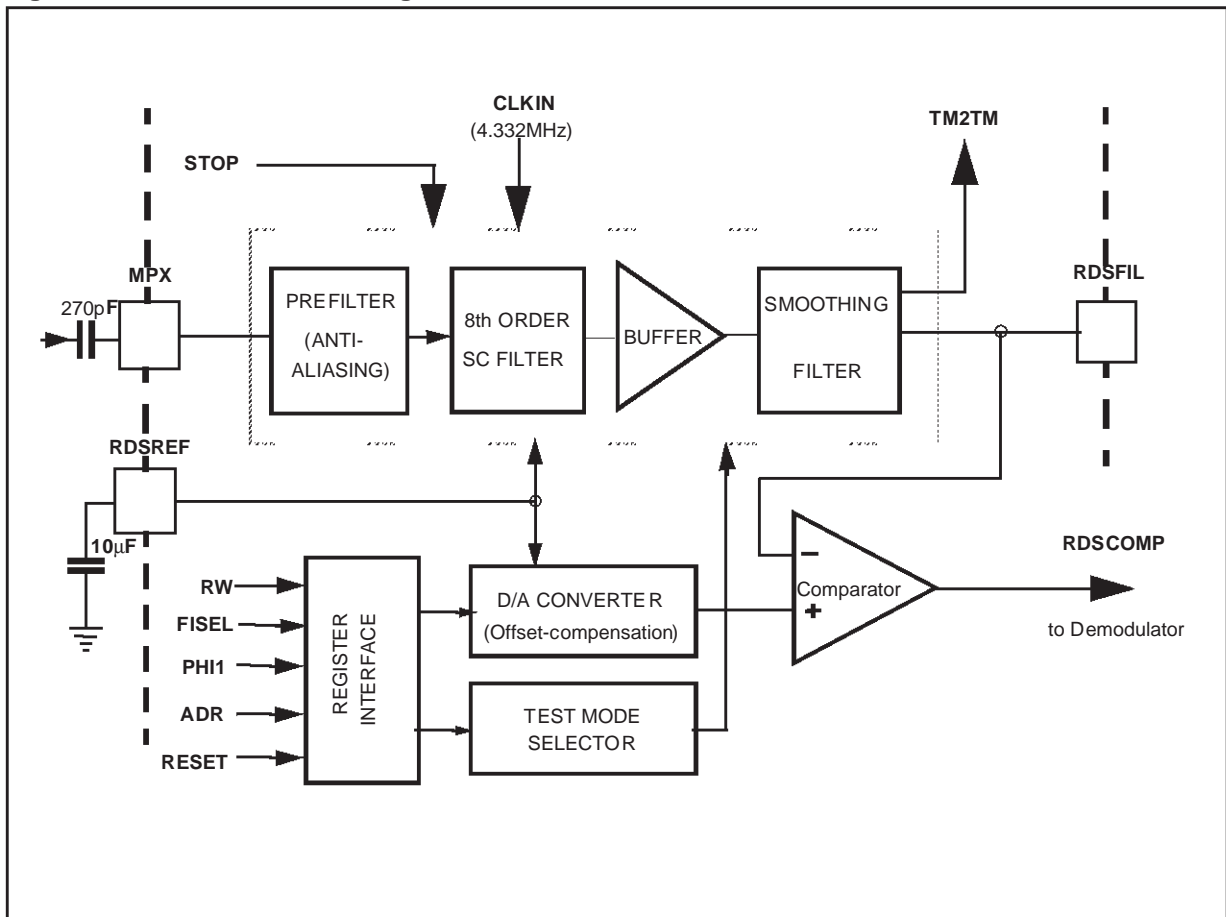 CLKIN
(4.332MHz)
TM2TM
STOP
MPX
RDSFIL
270pF
PREFILTER
(ANTI-
ALIASING)
8th ORDER
SC FILTER
BUFFER
SMOOTHING
FILTER
RDSREF
10µF
RW
FISEL
PHI1
ADR
RESET
REGISTER
INTERFACE
D/A CONVERTER
(Offset-compensation)
TEST MODE
SELECTOR
−
Comparator
+
RDSCOMP
to Demodulator